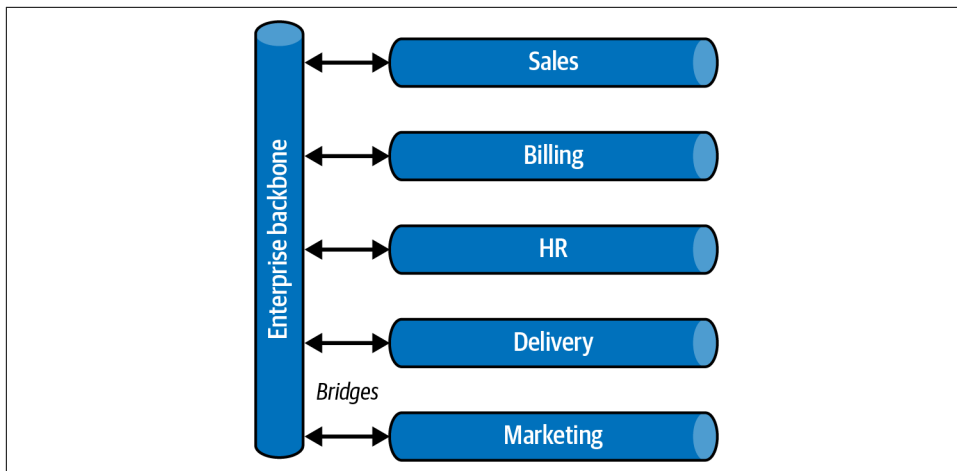 Enterprise backbone
Sales
Billing
HR
Delivery
Bridges
Marketing